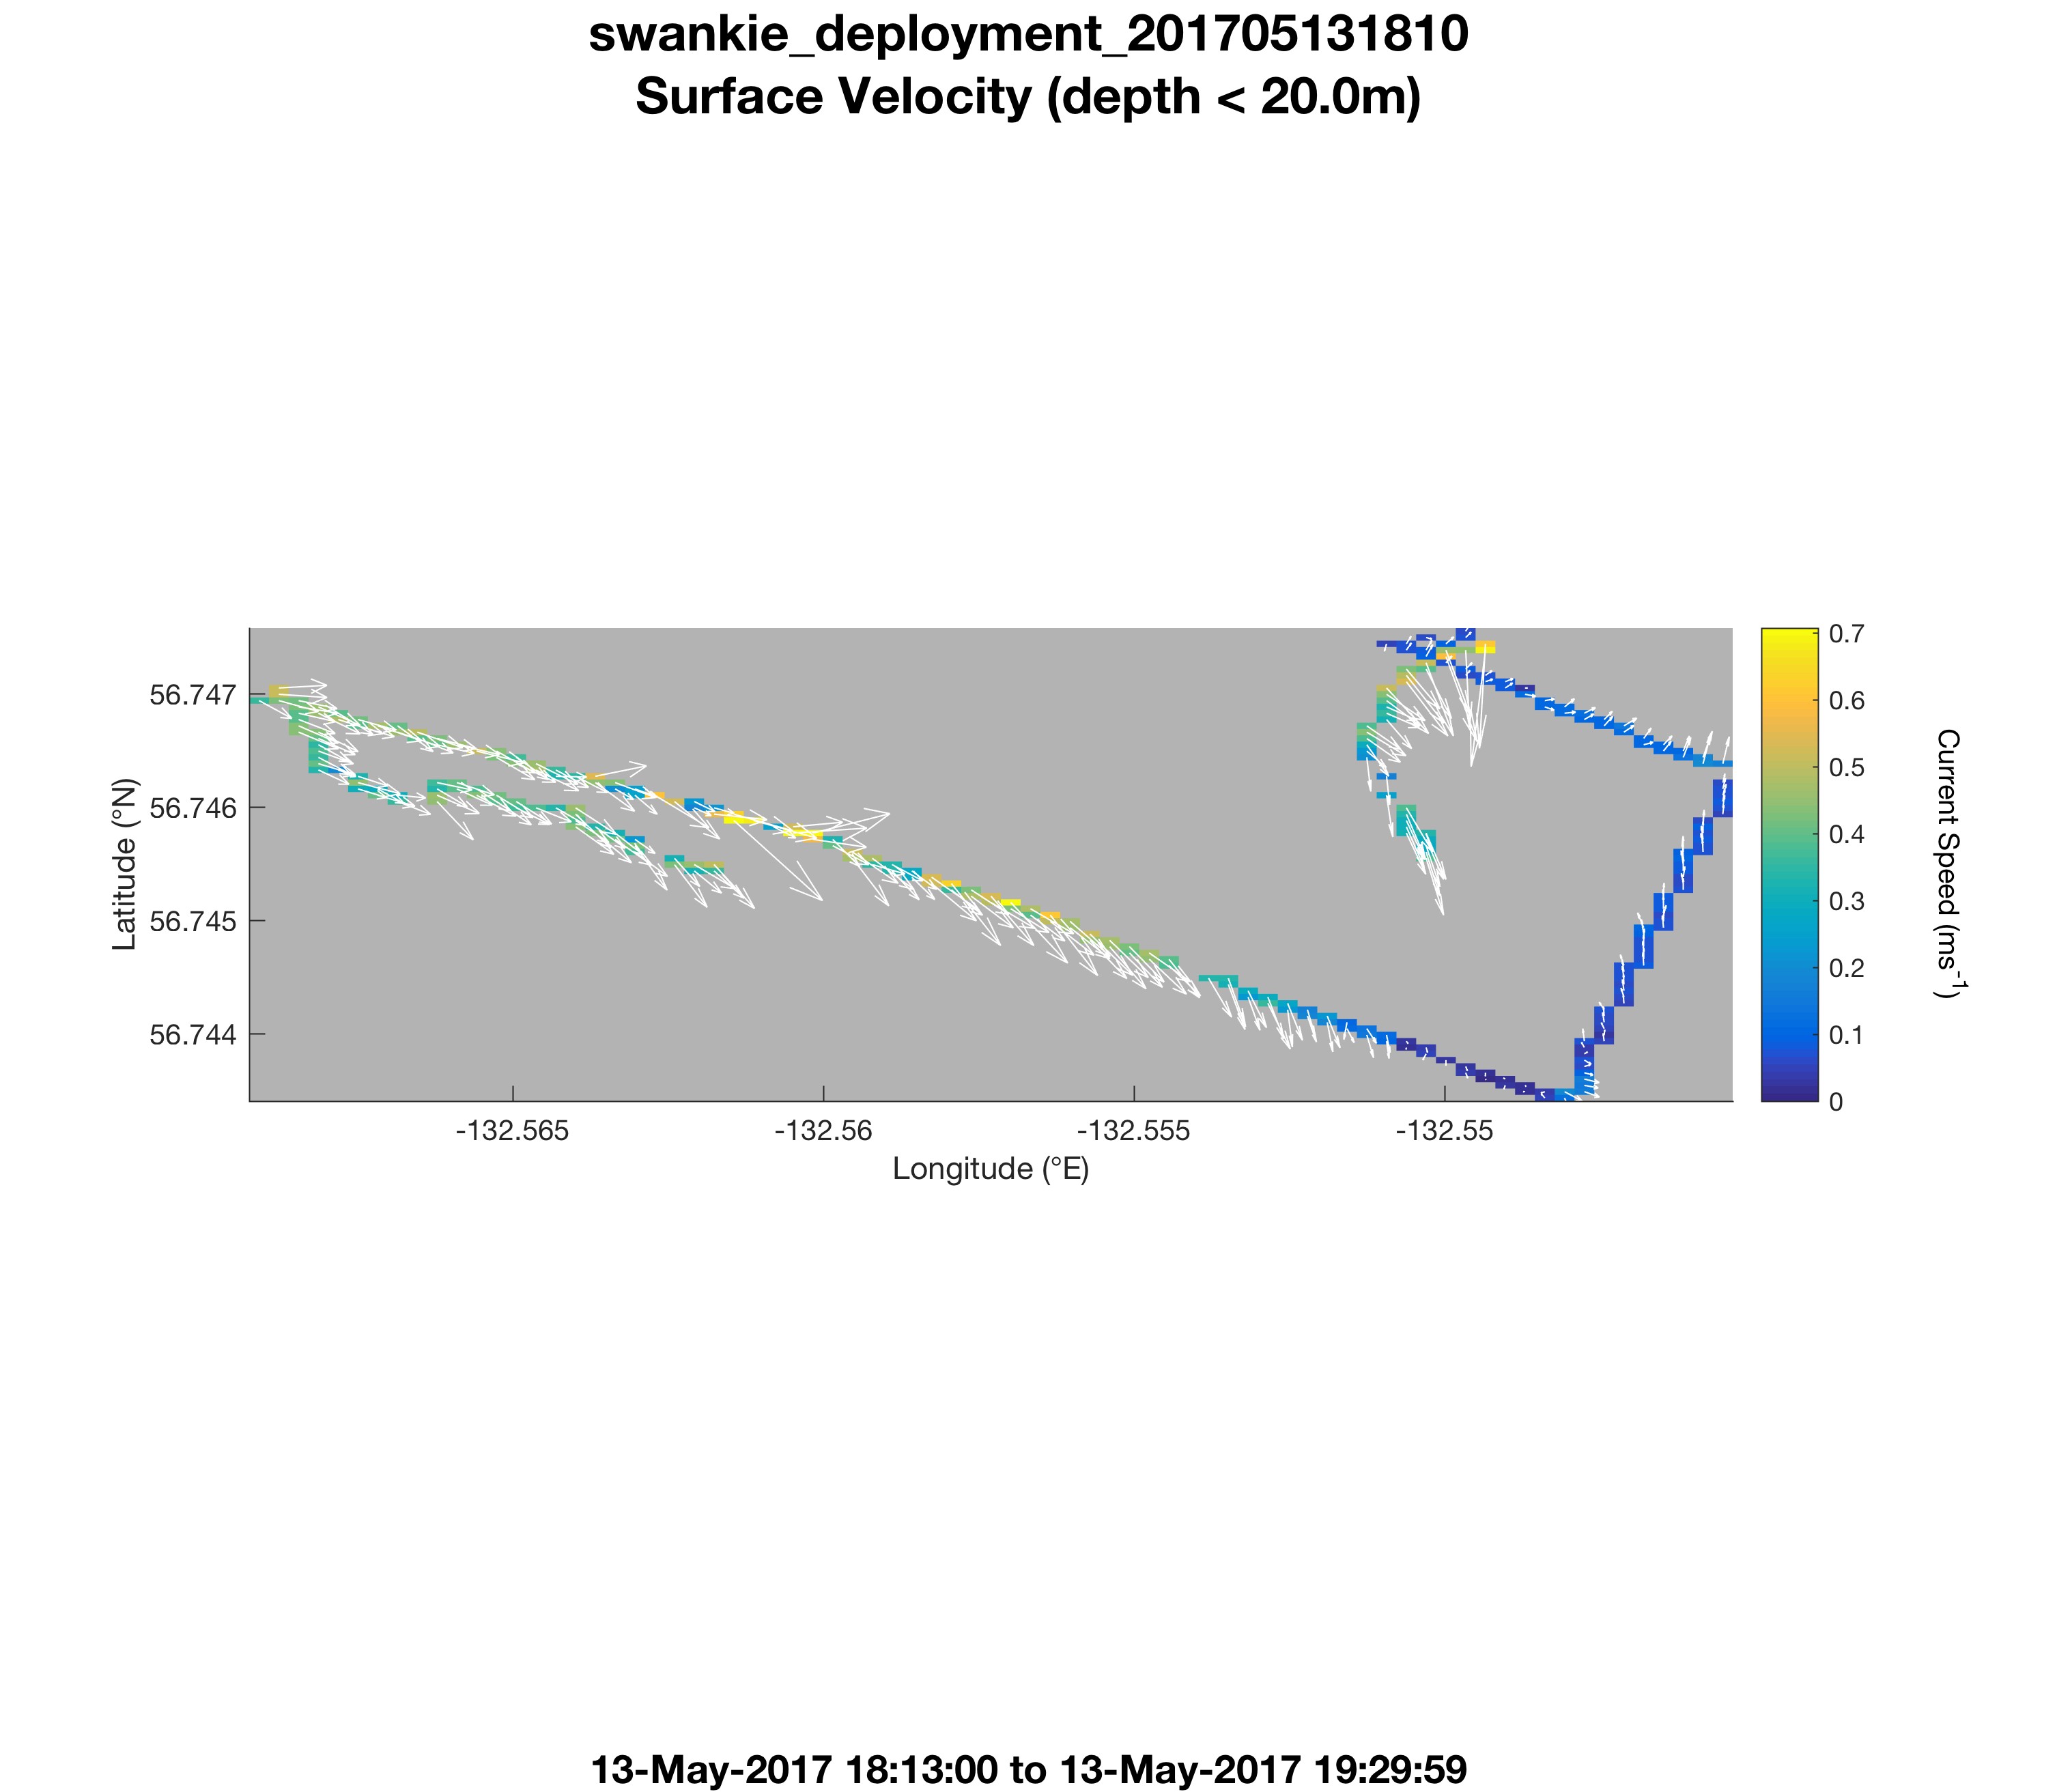 swankie_deployment_201705131810
Surface Velocity (depth < 20.0m)
56.747
56.746
56.745
56.744
Latitude (°N)
-132.565
-132.56
-132.555
-132.55
Longitude (°E)
0.7
0.6
0.5
0.4
0.3
0.2
0.1
0
Current Speed (ms⁻¹)
13-May-2017 18:13:00 to 13-May-2017 19:29:59